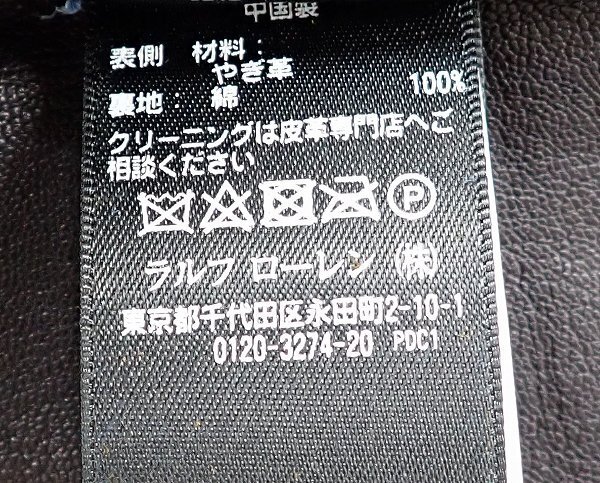 中国製
表側 材料:
やぎ革
100%
裏地: 綿
クリーニングは皮革専門店へご
相談ください
P
ラルフ ローレン (株)
東京都千代田区永田町2-10-1
0120-3274-20 PDC1